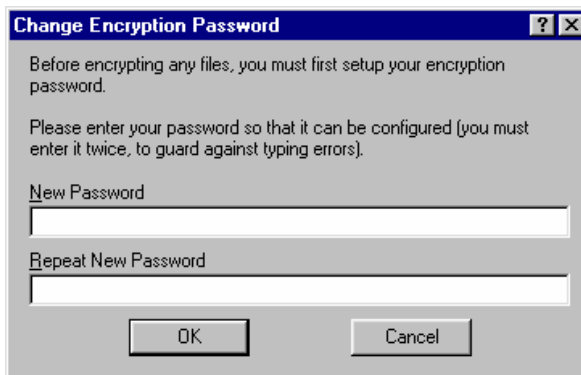 Change Encryption Password
? ×
Before encrypting any files, you must first setup your encryption
password.
Please enter your password so that it can be configured (you must
enter it twice, to guard against typing errors).
New Password
Repeat New Password
OK Cancel